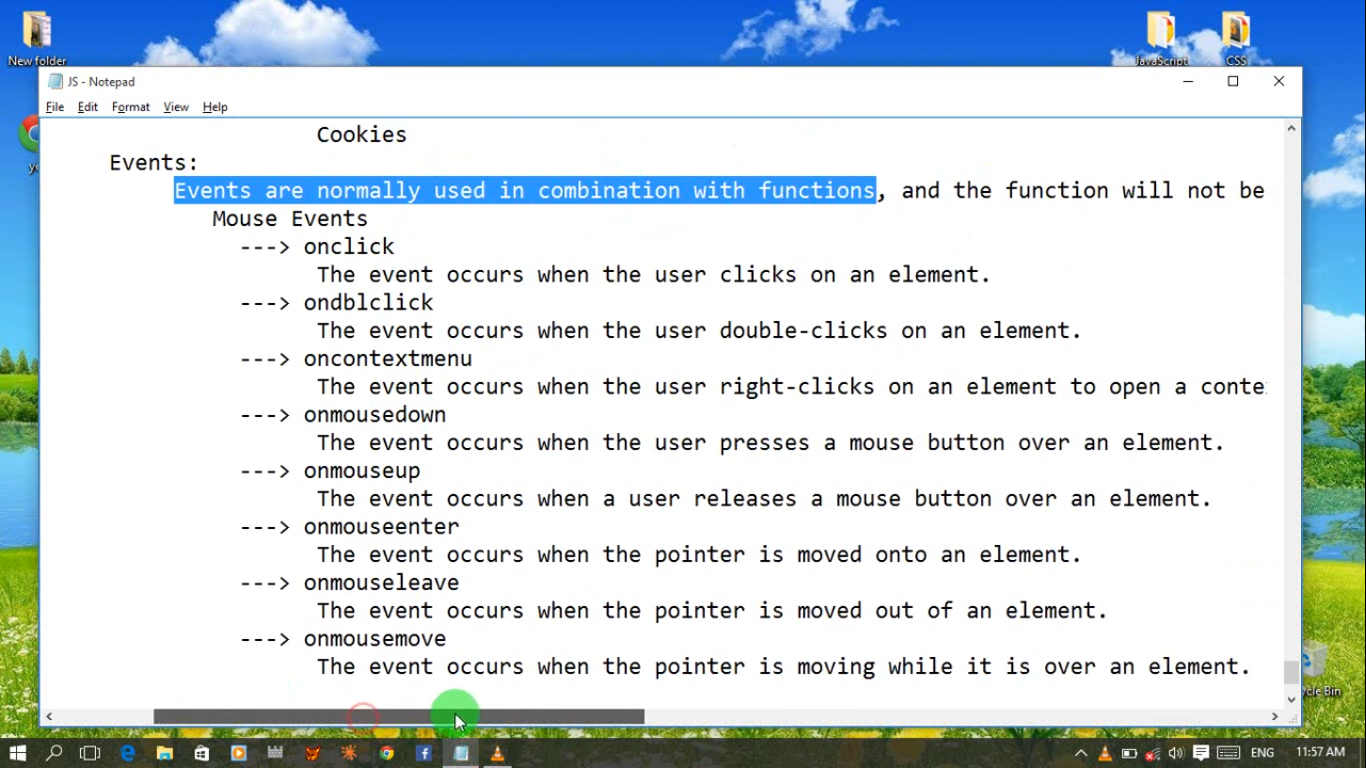 New folder
JavaScript
CSS
JS - Notepad
File Edit Format View Help
Cookies
Events:
Events are normally used in combination with functions, and the function will not be
Mouse Events
---> onclick
The event occurs when the user clicks on an element.
---> ondblclick
The event occurs when the user double-clicks on an element.
---> oncontextmenu
The event occurs when the user right-clicks on an element to open a conte
---> onmousedown
The event occurs when the user presses a mouse button over an element.
---> onmouseup
The event occurs when a user releases a mouse button over an element.
---> onmouseenter
The event occurs when the pointer is moved onto an element.
---> onmouseleave
The event occurs when the pointer is moved out of an element.
---> onmousemove
The event occurs when the pointer is moving while it is over an element.
cle Bin
ENG 11:57 AM